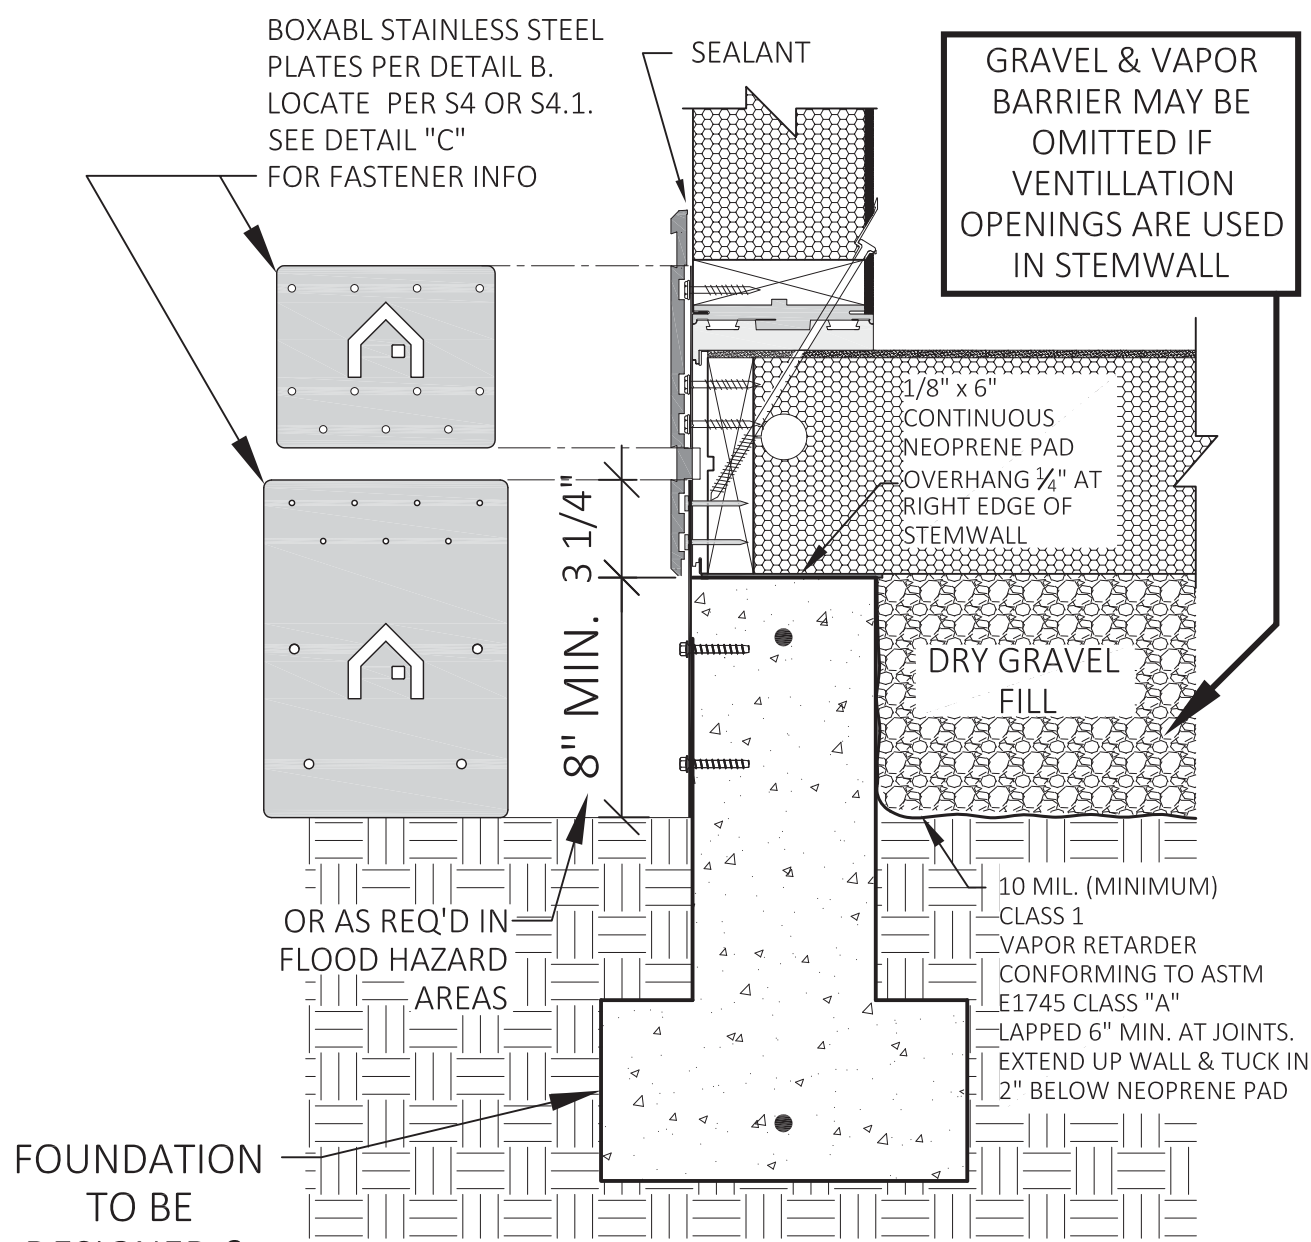 BOXABL STAINLESS STEEL
PLATES PER DETAIL B.
LOCATE PER S4 OR S4.1.
SEE DETAIL "C"
FOR FASTENER INFO
SEALANT
GRAVEL & VAPOR
BARRIER MAY BE
OMITTED IF
VENTILLATION
OPENINGS ARE USED
IN STEMWALL
1/8" x 6"
CONTINUOUS
NEOPRENE PAD
OVERHANG ¼" AT
RIGHT EDGE OF
STEMWALL
3 1/4"
8" MIN.
DRY GRAVEL
FILL
OR AS REQ'D IN
FLOOD HAZARD
AREAS
10 MIL. (MINIMUM)
CLASS 1
VAPOR RETARDER
CONFORMING TO ASTM
E1745 CLASS "A"
LAPPED 6" MIN. AT JOINTS.
EXTEND UP WALL & TUCK IN
2" BELOW NEOPRENE PAD
FOUNDATION
TO BE
DESIGNED &